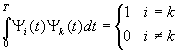 ∫₀ᵀ Ψᵢ(t)Ψₖ(t)dt = {1 i = k
0 i ≠ k